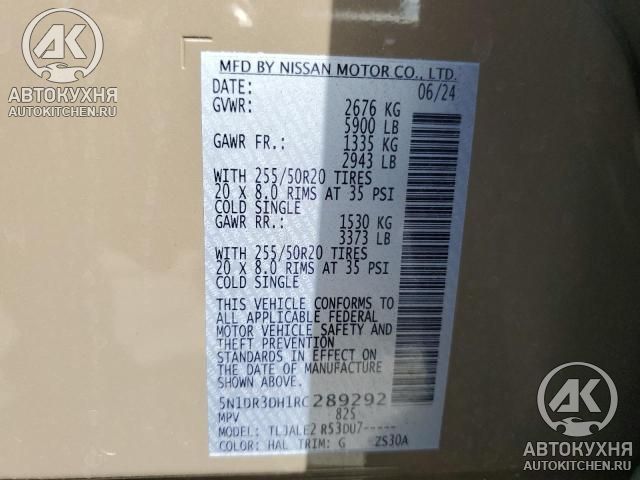 AK
АВТОКУХНЯ
AUTOKITCHEN.RU
MFD BY NISSAN MOTOR CO., LTD.
DATE: 06/24
GVWR: 2676 KG
5900 LB
GAWR FR.: 1335 KG
2943 LB
WITH 255/50R20 TIRES
20 X 8.0 RIMS AT 35 PSI
COLD SINGLE
GAWR RR.: 1530 KG
3373 LB
WITH 255/50R20 TIRES
20 X 8.0 RIMS AT 35 PSI
COLD SINGLE
THIS VEHICLE CONFORMS TO
ALL APPLICABLE FEDERAL
MOTOR VEHICLE SAFETY AND
THEFT PREVENTION
STANDARDS IN EFFECT ON
THE DATE OF MANUFACTURE
SHOWN ABOVE.
5N1DR3DH1RC289292
MPV 825
MODEL: TLJALE2 R53DU7-----
COLOR: HAL TRIM: G ZS30A
AK
АВТОКУХНЯ
AUTOKITCHEN.RU